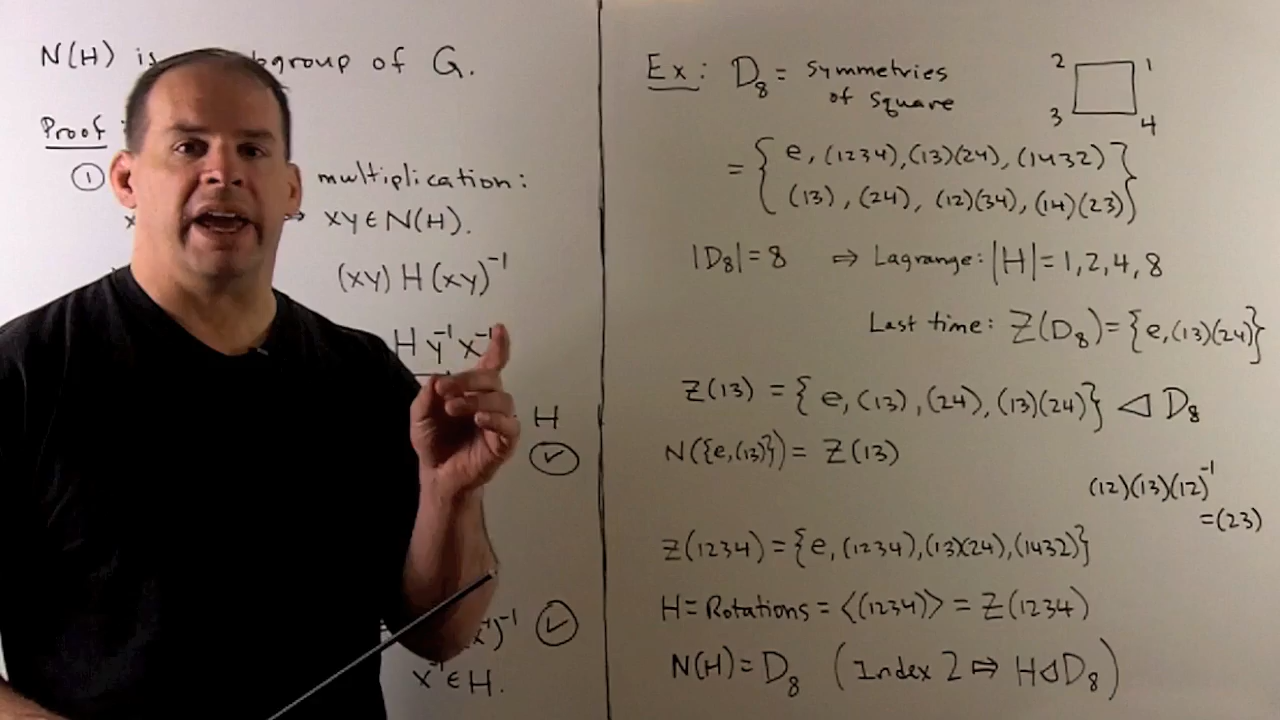 N(H) is subgroup of G.
Proof
①
multiplication:
xy ∈ N(H).
(xy) H (xy)⁻¹
H y⁻¹ x⁻¹
H
x⁻¹ ∈ H.
Ex: D₈ = Symmetries
of square
2 1
3 4
= { e, (1234), (13)(24), (1432)
(13), (24), (12)(34), (14)(23) }
|D₈| = 8 ⇒ Lagrange: |H| = 1, 2, 4, 8
Last time: Z(D₈) = {e, (13)(24)}
Z(13) = { e, (13), (24), (13)(24)} ◁ D₈
N({e,(13)}) = Z(13)
(12)(13)(12)⁻¹
= (23)
Z(1234) = {e, (1234), (13)(24), (1432)}
H = Rotations = ⟨(1234)⟩ = Z(1234)
N(H) = D₈ (Index 2 ⇒ H ◁ D₈)